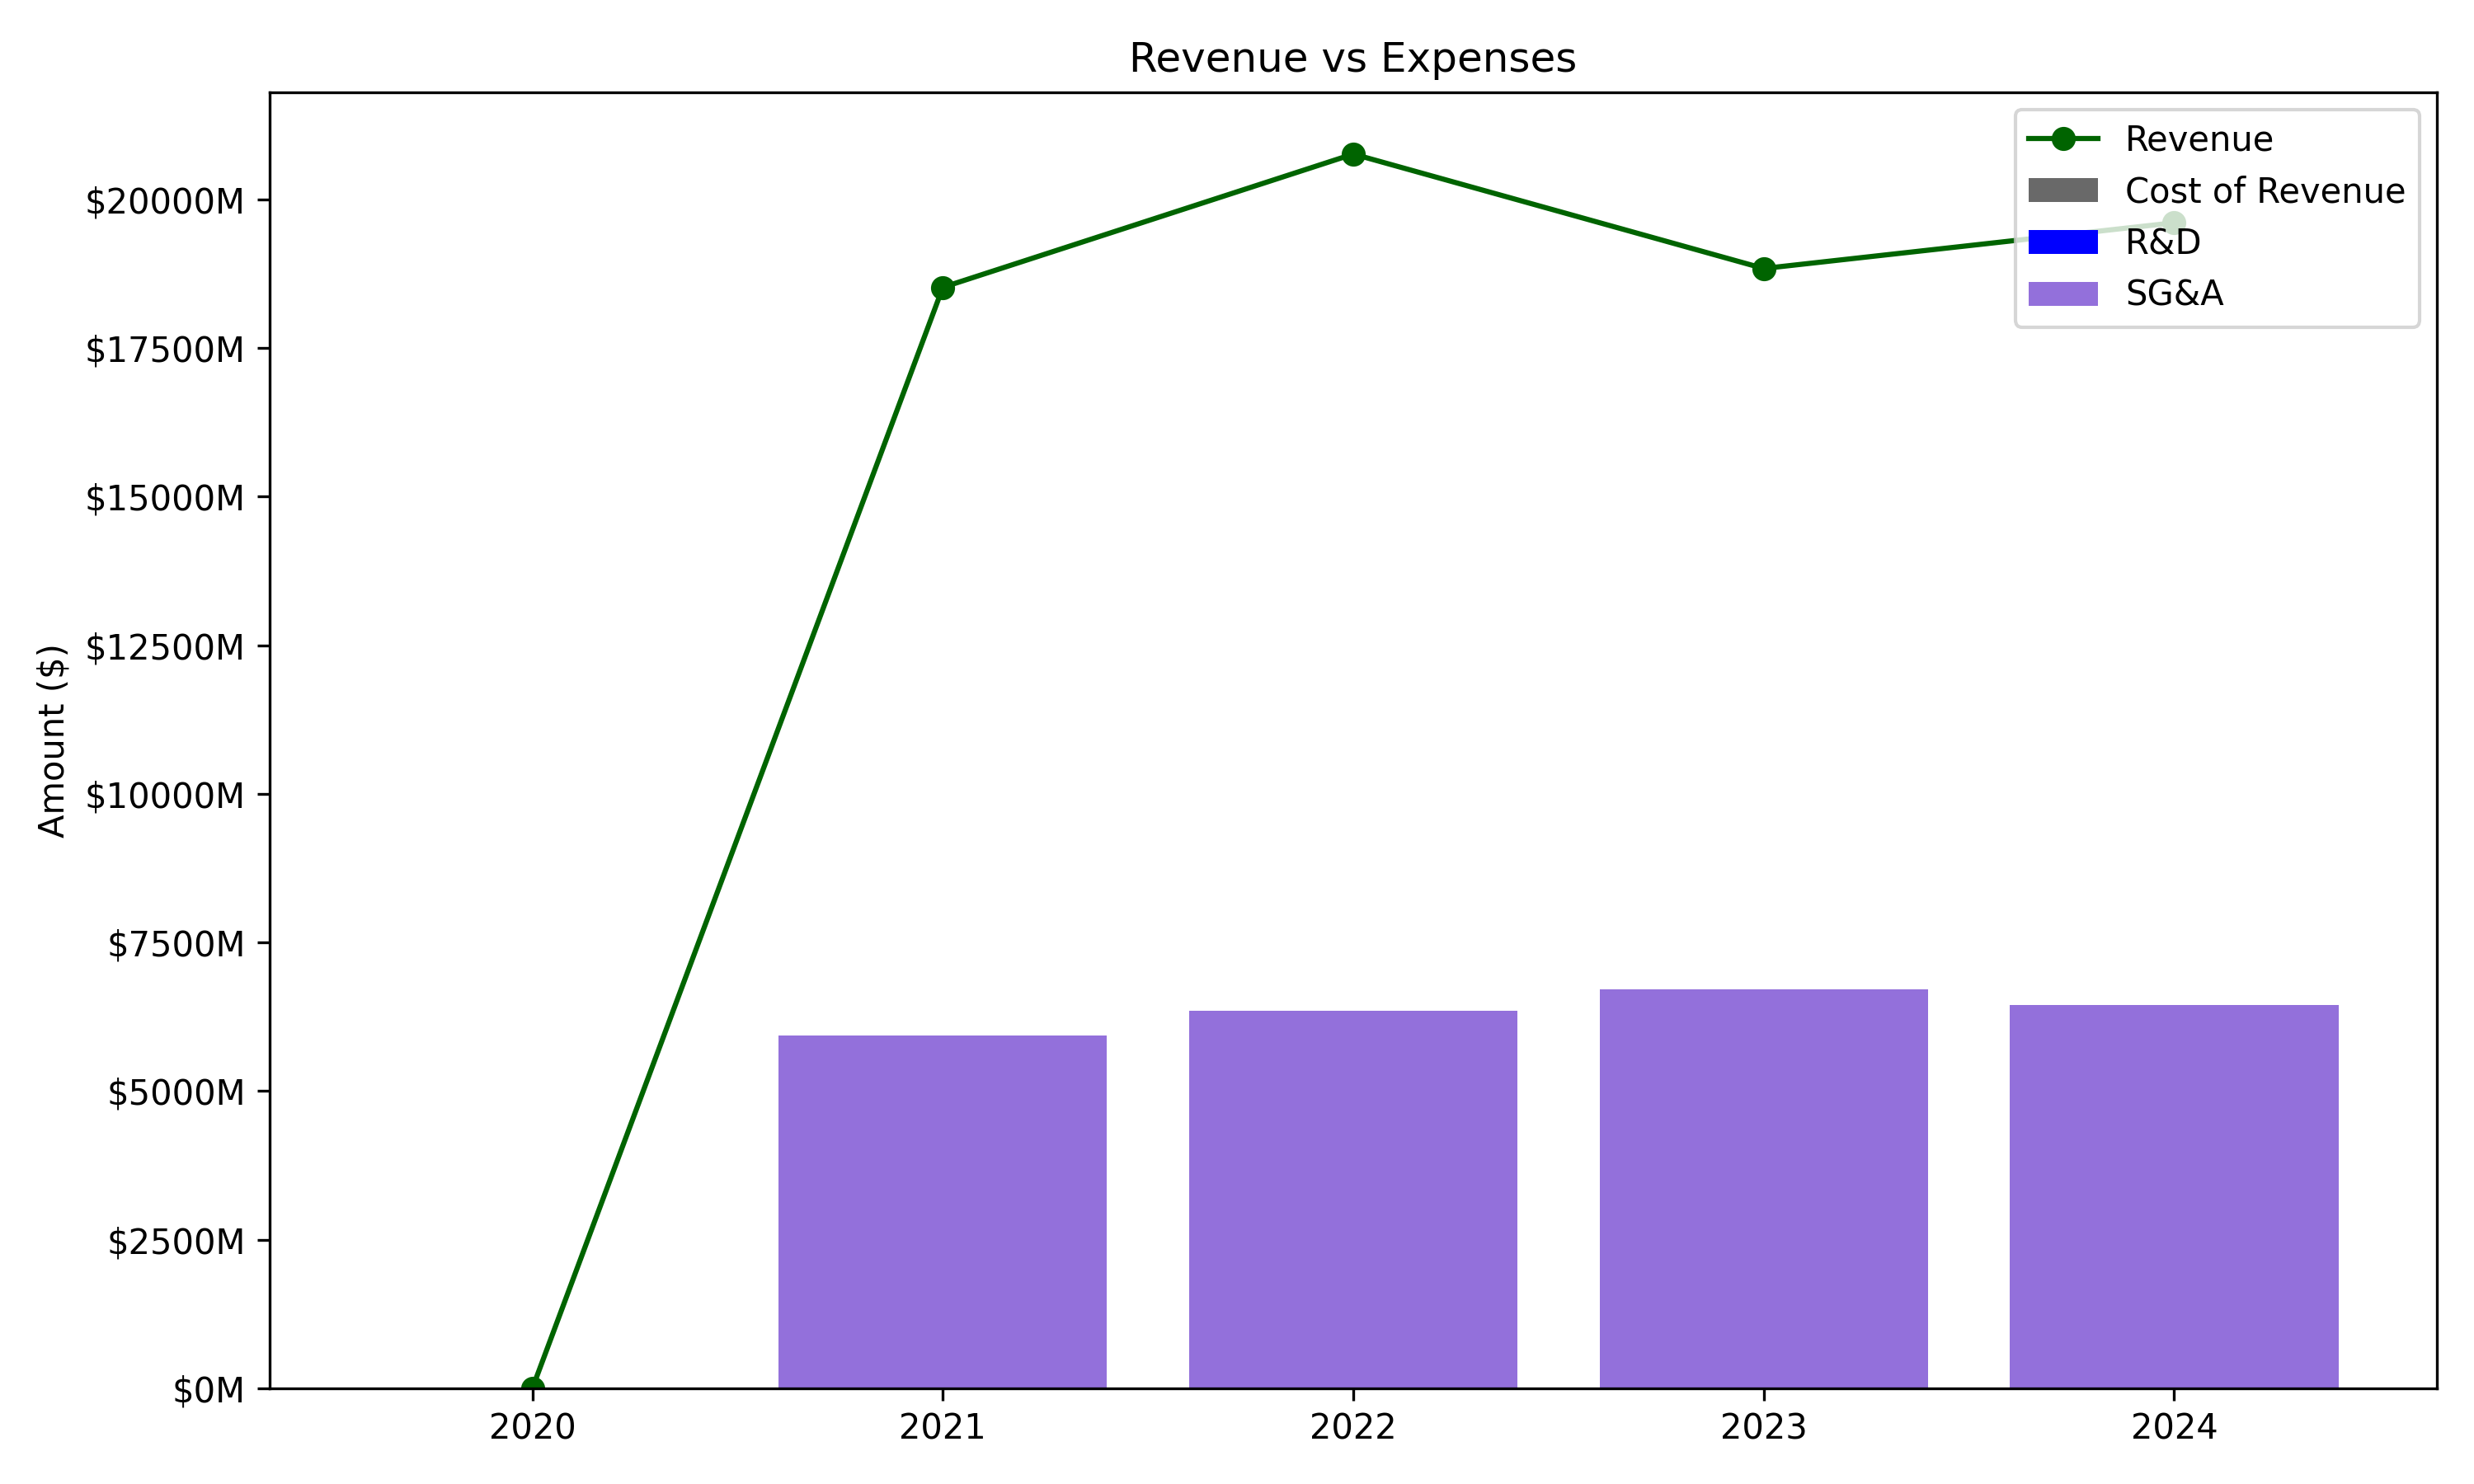 Revenue vs Expenses
Revenue
Cost of Revenue
R&D
SG&A
Amount ($)
$20000M
$17500M
$15000M
$12500M
$10000M
$7500M
$5000M
$2500M
$0M
2020 2021 2022 2023 2024